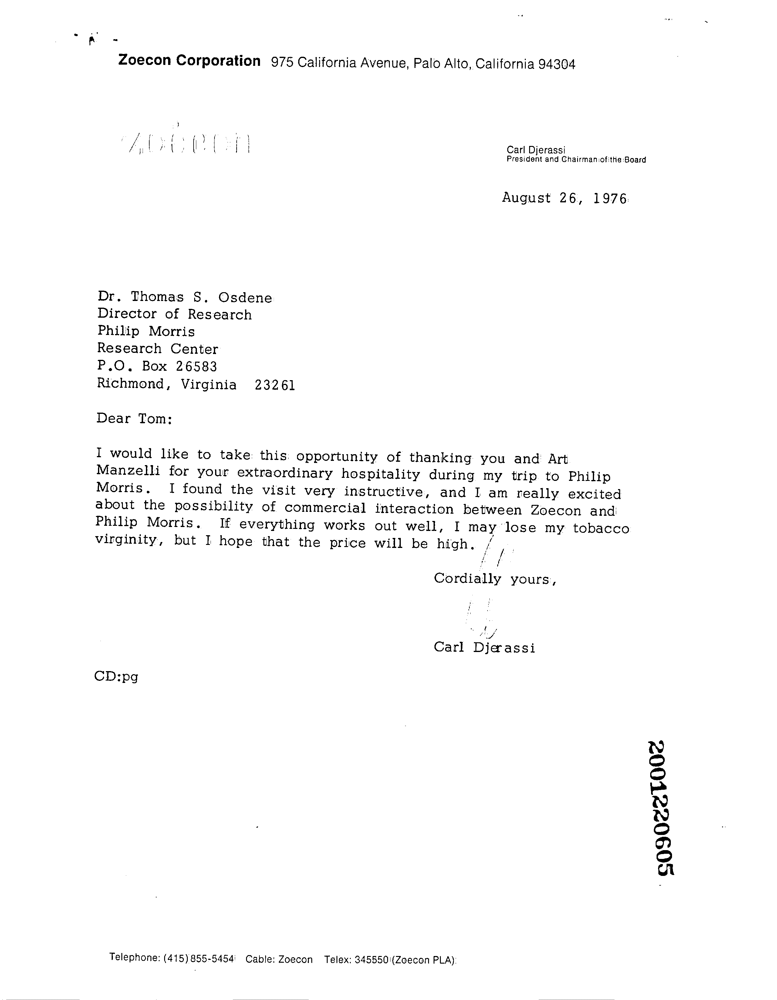 Zoecon Corporation 975 California Avenue, Palo Alto, California 94304
zoecon
Carl Djerassi
President and Chairman of the Board
August 26, 1976
Dr. Thomas S. Osdene
Director of Research
Philip Morris
Research Center
P.O. Box 26583
Richmond, Virginia 23261
Dear Tom:
I would like to take this opportunity of thanking you and Art
Manzelli for your extraordinary hospitality during my trip to Philip
Morris. I found the visit very instructive, and I am really excited
about the possibility of commercial interaction between Zoecon and
Philip Morris. If everything works out well, I may lose my tobacco
virginity, but I hope that the price will be high.
Cordially yours,
Carl Djerassi
CD:pg
2001220605
Telephone: (415) 855-5454 Cable: Zoecon Telex: 345550 (Zoecon PLA)